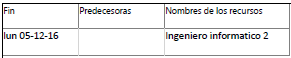 Fin Predecesoras Nombres de los recursos
lun 05-12-16 Ingeniero informatico 2